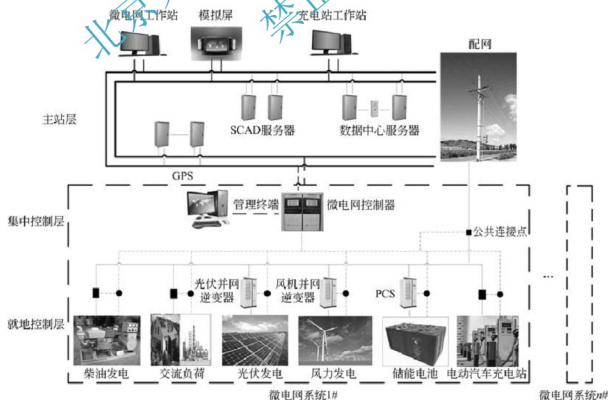 北京
禁止
微电网工作站 模拟屏 充电站工作站
配网
主站层
SCAD服务器 数据中心服务器
GPS
集中控制层
管理终端 微电网控制器
公共连接点
光伏并网
逆变器
风机并网
逆变器
PCS
...
就地控制层
柴油发电 交流负荷 光伏发电 风力发电 储能电池 电动汽车充电站
微电网系统1# 微电网系统n#